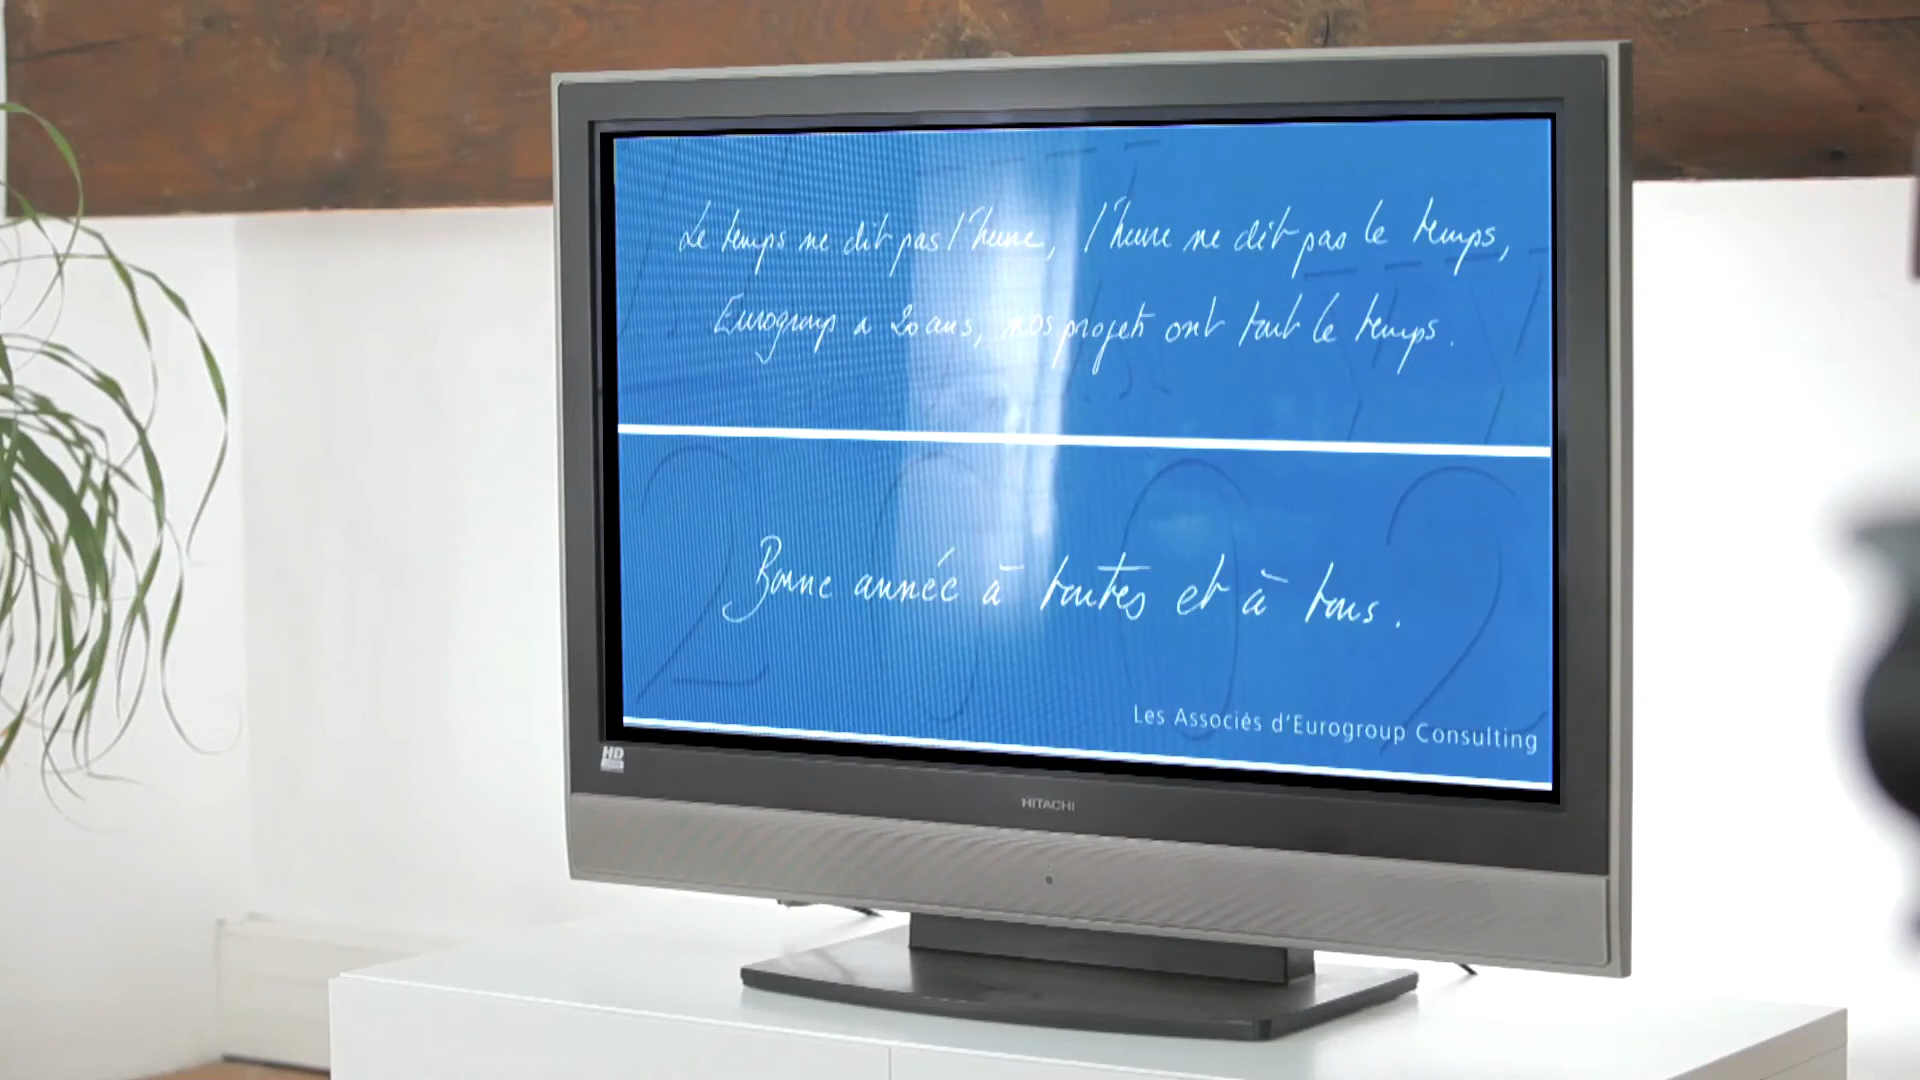 Le temps ne dit pas l'heure, l'heure ne dit pas le temps,
Eurogroup a 20 ans, nos projets ont tout le temps.
2002
Bonne année à toutes et à tous.
Les Associés d'Eurogroup Consulting
HD
HITACHI